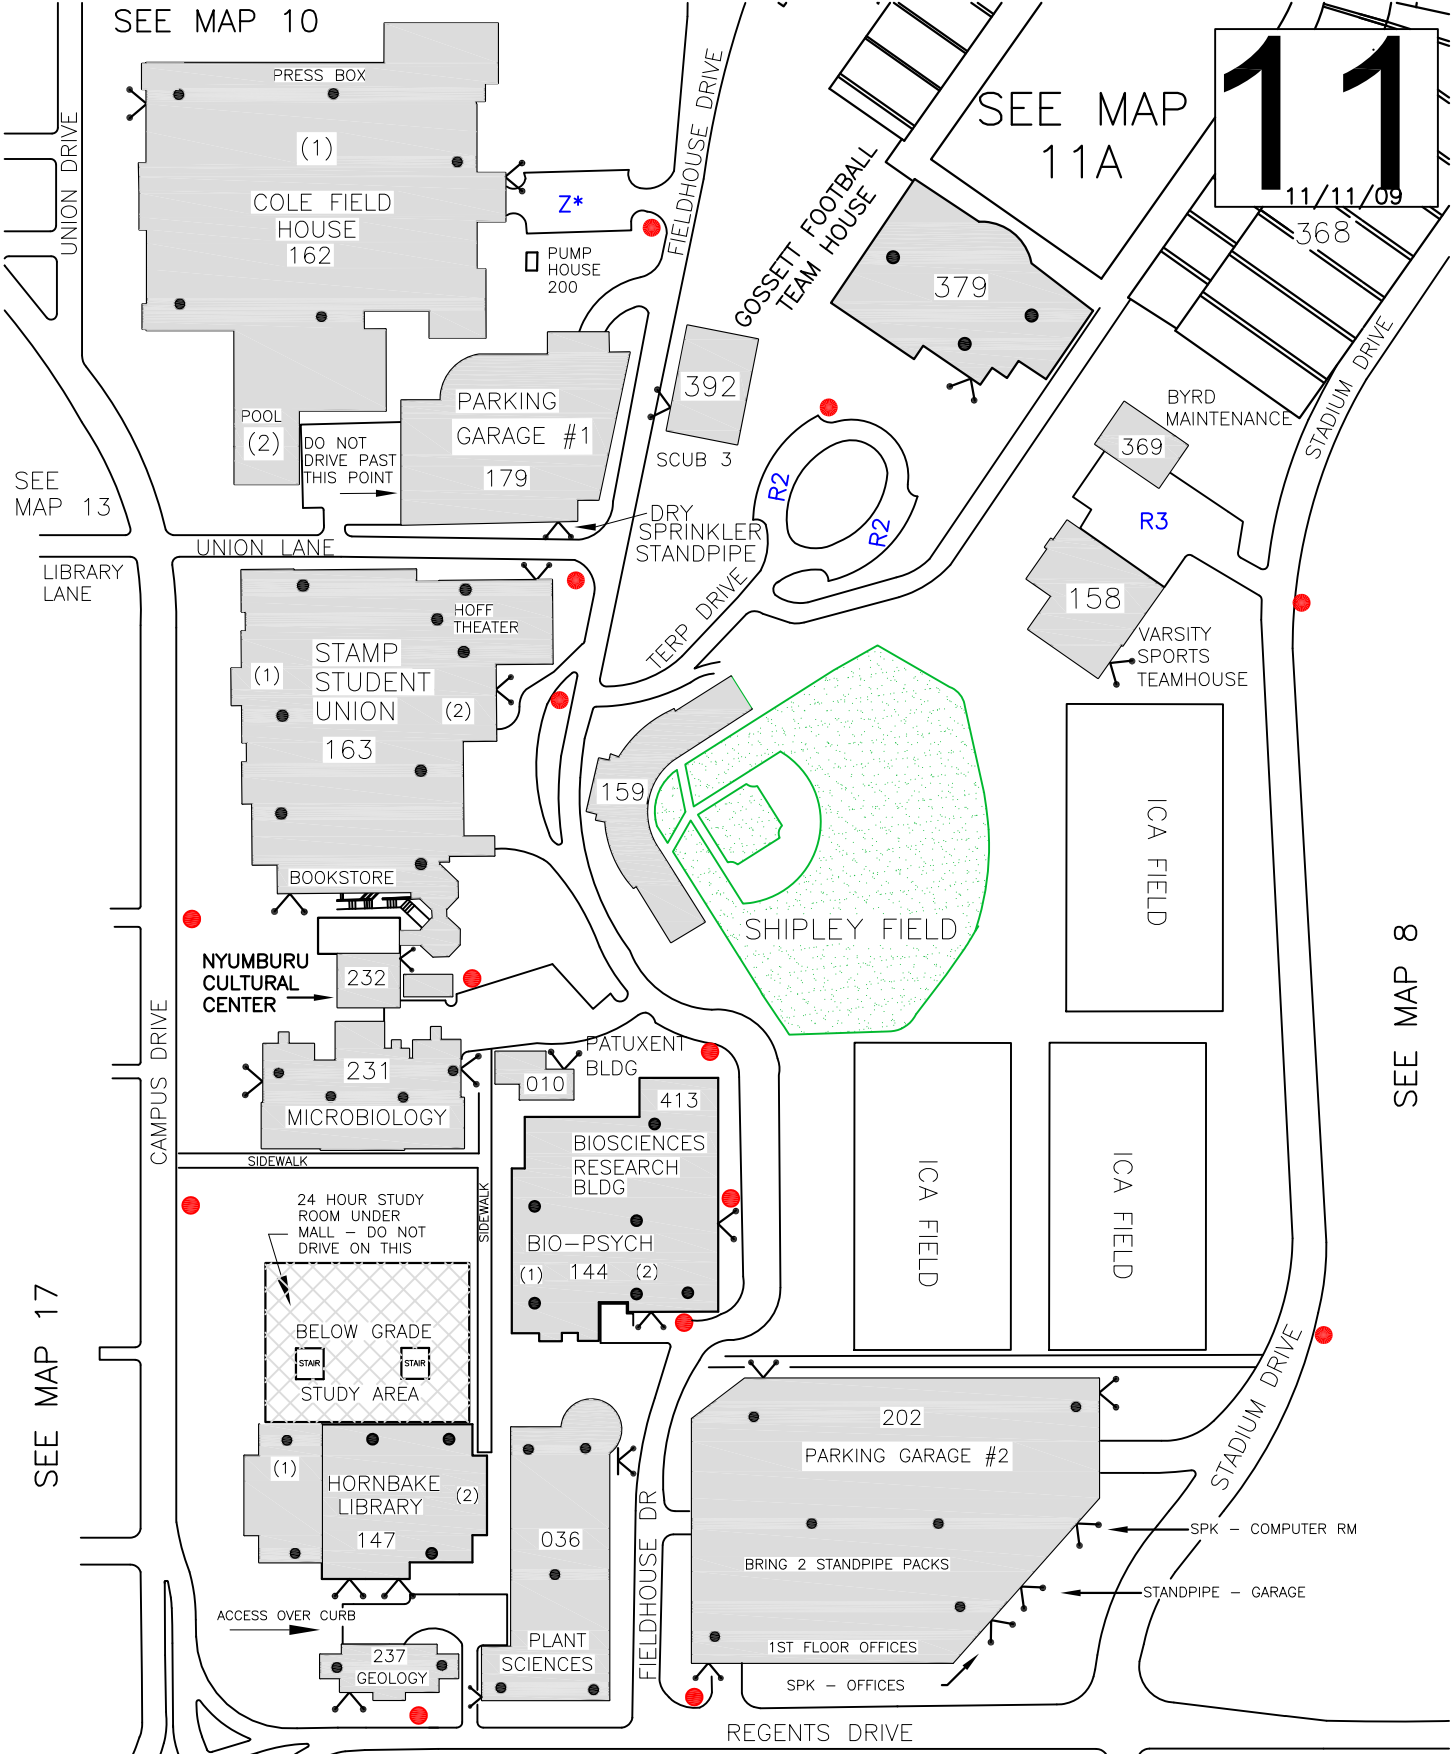 SEE MAP 10
11
11/11/09
SEE MAP
11A
368
PRESS BOX
(1)
COLE FIELD
HOUSE
162
UNION DRIVE
Z*
PUMP
HOUSE
200
FIELDHOUSE DRIVE
GOSSETT FOOTBALL
TEAM HOUSE
379
STADIUM DRIVE
POOL
(2)
DO NOT
DRIVE PAST
THIS POINT
PARKING
GARAGE #1
179
392
SCUB 3
BYRD
MAINTENANCE
369
R3
R2
R2
SEE
MAP 13
DRY
SPRINKLER
STANDPIPE
UNION LANE
LIBRARY
LANE
158
VARSITY
SPORTS
TEAMHOUSE
TERP DRIVE
HOFF
THEATER
STAMP
STUDENT
UNION
(1)
(2)
163
BOOKSTORE
159
SHIPLEY FIELD
ICA FIELD
SEE MAP 8
NYUMBURU
CULTURAL
CENTER
232
CAMPUS DRIVE
231
MICROBIOLOGY
PATUXENT
BLDG
010
413
BIOSCIENCES
RESEARCH
BLDG
BIO-PSYCH
(1)
144
(2)
ICA FIELD
ICA FIELD
SIDEWALK
SIDEWALK
24 HOUR STUDY
ROOM UNDER
MALL - DO NOT
DRIVE ON THIS
SEE MAP 17
BELOW GRADE
STAIR
STAIR
STUDY AREA
STADIUM DRIVE
(1)
HORNBAKE
LIBRARY
(2)
147
036
PLANT
SCIENCES
FIELDHOUSE DR
202
PARKING GARAGE #2
BRING 2 STANDPIPE PACKS
1ST FLOOR OFFICES
SPK - COMPUTER RM
STANDPIPE - GARAGE
SPK - OFFICES
ACCESS OVER CURB
237
GEOLOGY
REGENTS DRIVE